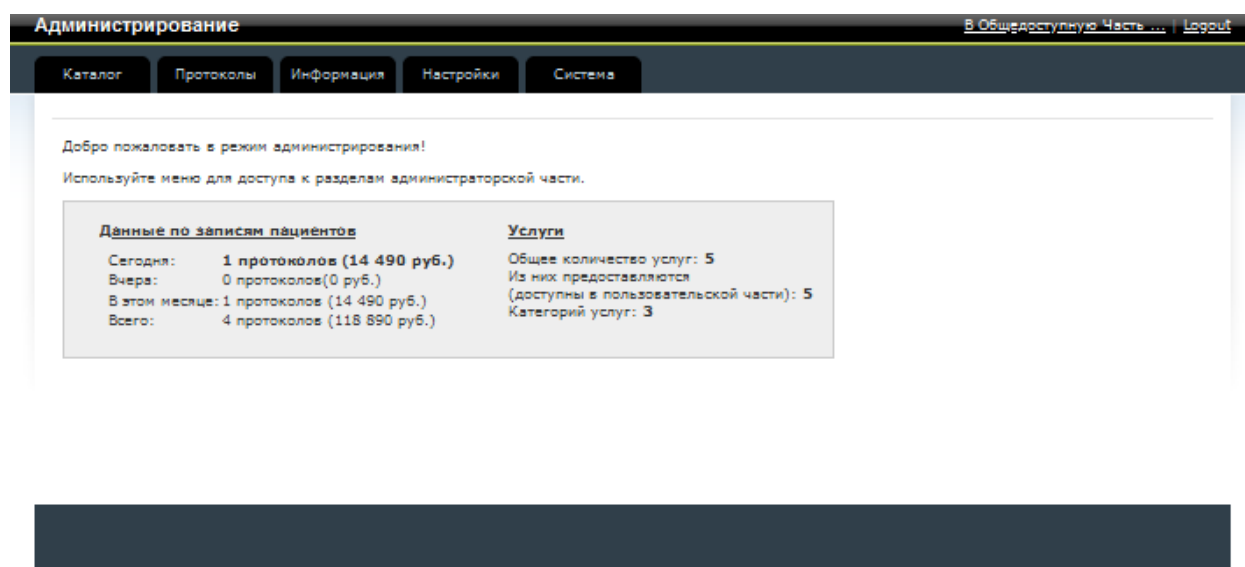 Администрирование
В Общедоступную Часть ... | Logout
Каталог Протоколы Информация Настройки Система
Добро пожаловать в режим администрирования!
Используйте меню для доступа к разделам администраторской части.
Данные по записям пациентов
Сегодня: 1 протоколов (14 490 руб.)
Вчера: 0 протоколов(0 руб.)
В этом месяце: 1 протоколов (14 490 руб.)
Всего: 4 протоколов (118 890 руб.)
Услуги
Общее количество услуг: 5
Из них предоставляются
(доступны в пользовательской части): 5
Категорий услуг: 3